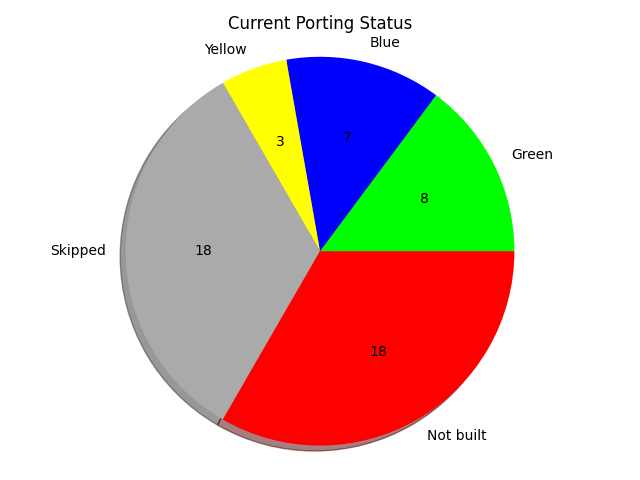 Current Porting Status
Blue
Yellow
7
3
Green
8
Skipped
18
18
Not built